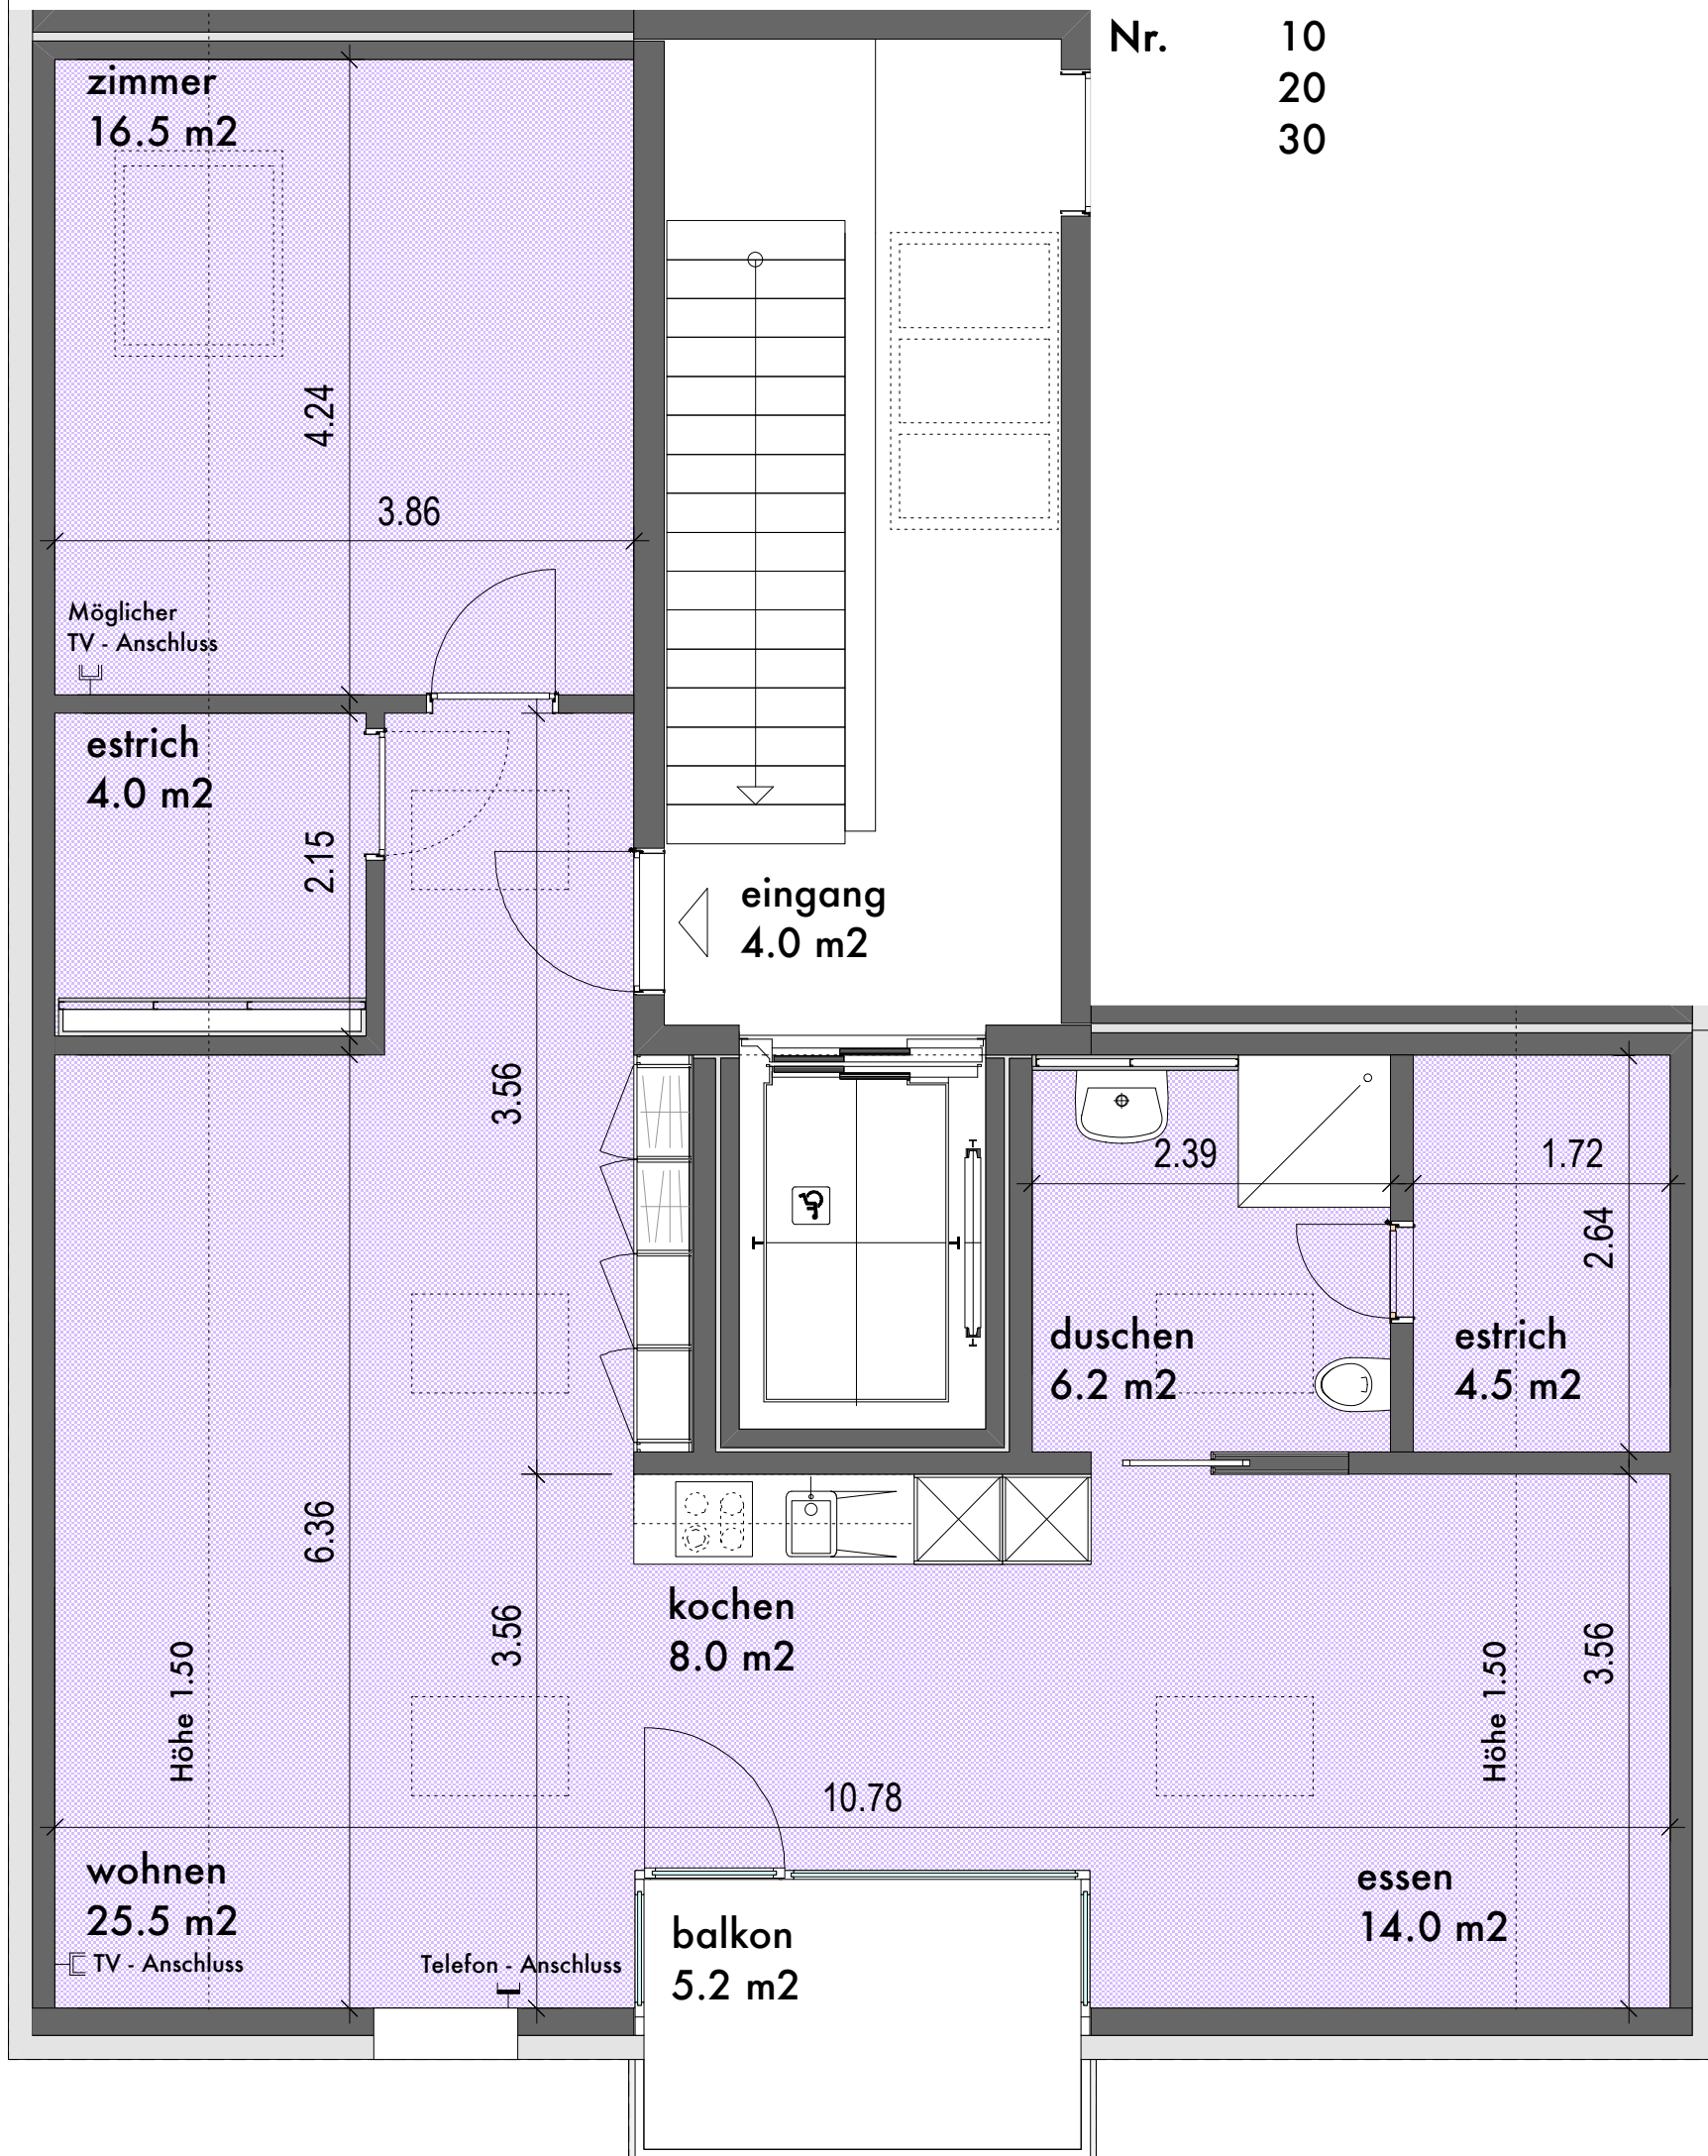 Nr. 10
20
30
zimmer
16.5 m2
4.24
3.86
Möglicher
TV - Anschluss
estrich
4.0 m2
2.15
eingang
4.0 m2
3.56
2.39
1.72
2.64
duschen
6.2 m2
estrich
4.5 m2
6.36
kochen
8.0 m2
3.56
3.56
Höhe 1.50
Höhe 1.50
10.78
wohnen
25.5 m2
TV - Anschluss
Telefon - Anschluss
balkon
5.2 m2
essen
14.0 m2